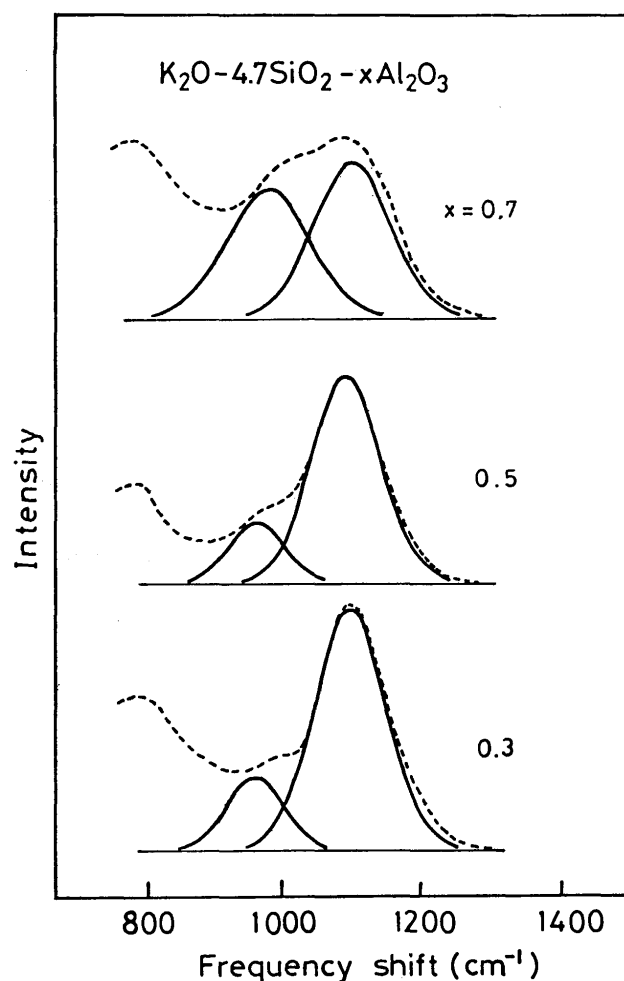 K₂O-4.7SiO₂-xAl₂O₃
x = 0.7
0.5
0.3
Intensity
800 1000 1200 1400
Frequency shift (cm⁻¹)